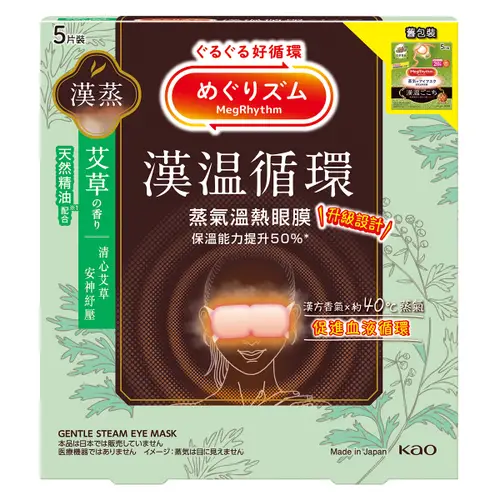 5片裝
舊包裝
ぐるぐる好循環
めぐりズム
MegRhythm
漢蒸
艾草の香り
天然精油配合
清心艾草
安神紓壓
漢温循環
蒸氣溫熱眼膜
升級設計
保溫能力提升50%*
漢方香氣×約40℃蒸氣
促進血液循環
GENTLE STEAM EYE MASK
本品は日本では販売していません
医療機器ではありません イメージ：蒸気は目に見えません
Made in Japan
Kao